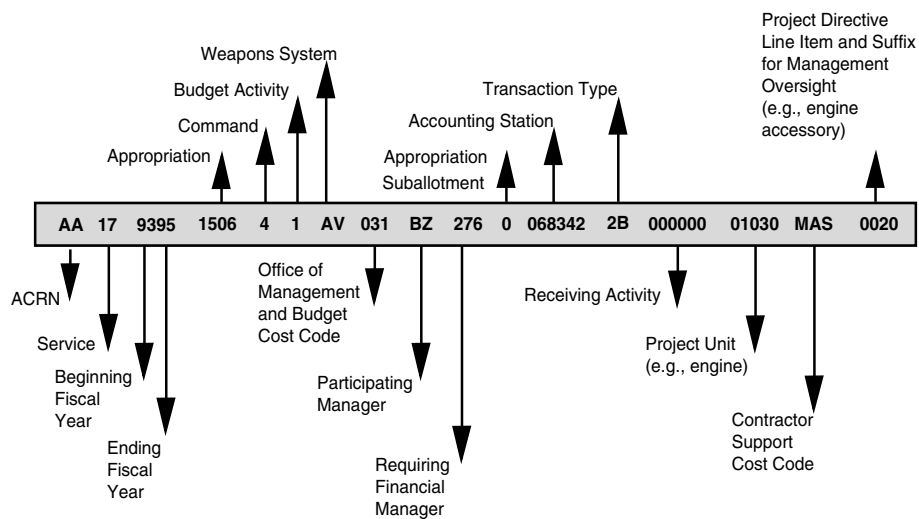 Project Directive
Line Item and Suffix
for Management
Oversight
(e.g., engine
accessory)
Weapons System
Budget Activity
Transaction Type
Command
Accounting Station
Appropriation
Appropriation
Suballotment
AA 17 9395 1506 4 1 AV 031 BZ 276 0 068342 2B 000000 01030 MAS 0020
ACRN
Service
Beginning
Fiscal
Year
Ending
Fiscal
Year
Office of
Management
and Budget
Cost Code
Participating
Manager
Requiring
Financial
Manager
Receiving Activity
Project Unit
(e.g., engine)
Contractor
Support
Cost Code